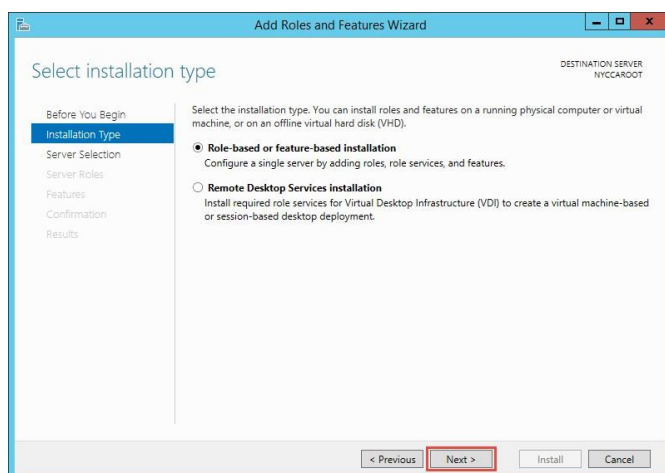 Add Roles and Features Wizard
Select installation type
DESTINATION SERVER
NYCCAROOT
Before You Begin
Installation Type
Server Selection
Server Roles
Features
Confirmation
Results
Select the installation type. You can install roles and features on a running physical computer or virtual
machine, or on an offline virtual hard disk (VHD).
Role-based or feature-based installation
Configure a single server by adding roles, role services, and features.
Remote Desktop Services installation
Install required role services for Virtual Desktop Infrastructure (VDI) to create a virtual machine-based
or session-based desktop deployment.
< Previous Next > Install Cancel